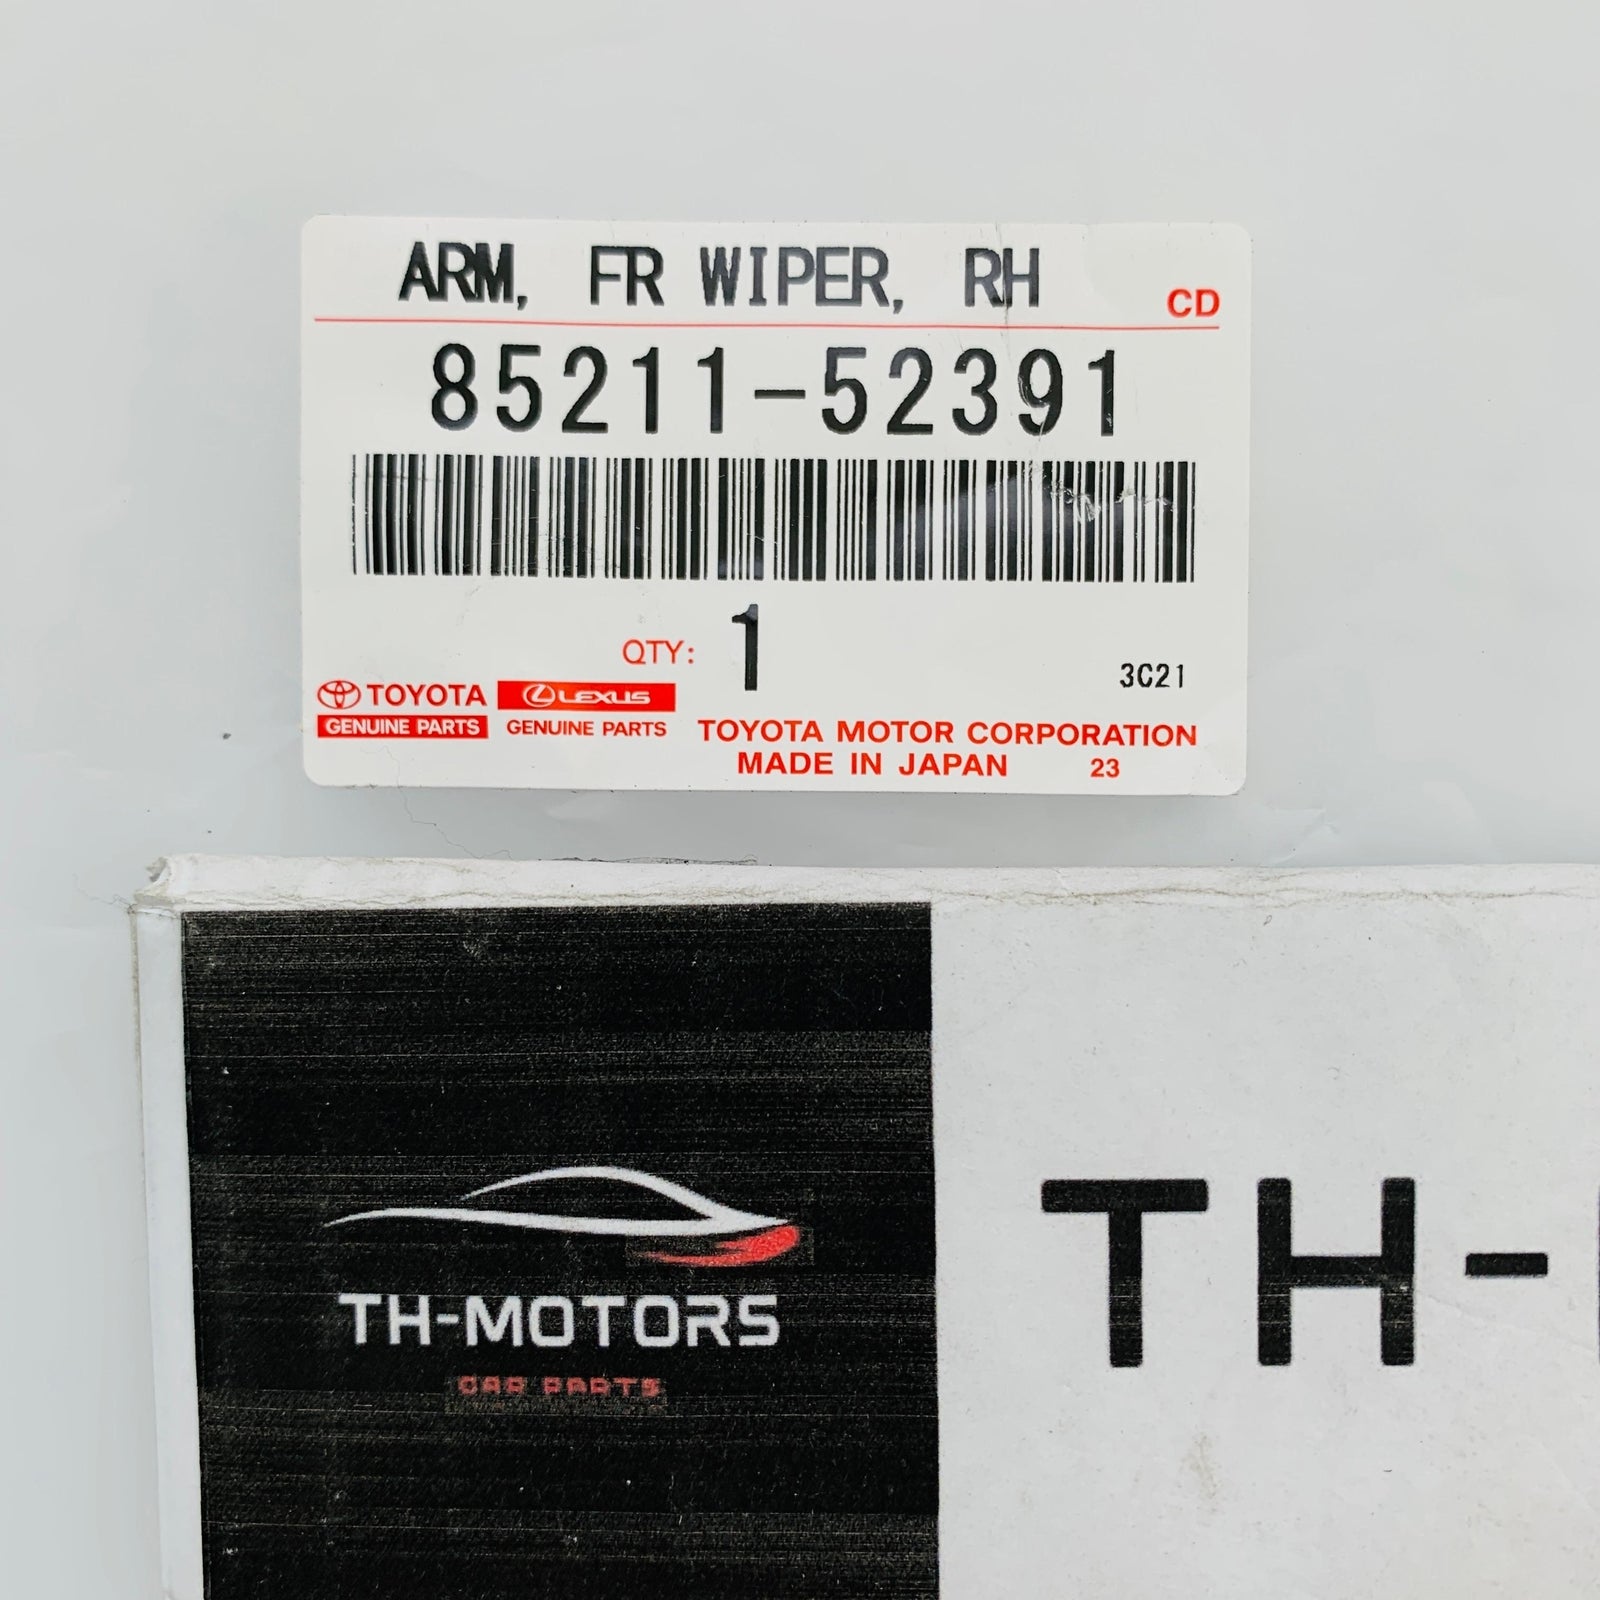 ARM, FR WIPER, RH
CD
85211-52391
QTY: 1
3C21
TOYOTA
LEXUS
GENUINE PARTS
GENUINE PARTS
TOYOTA MOTOR CORPORATION
MADE IN JAPAN 23
TH-MOTORS
CAR PARTS
TH-